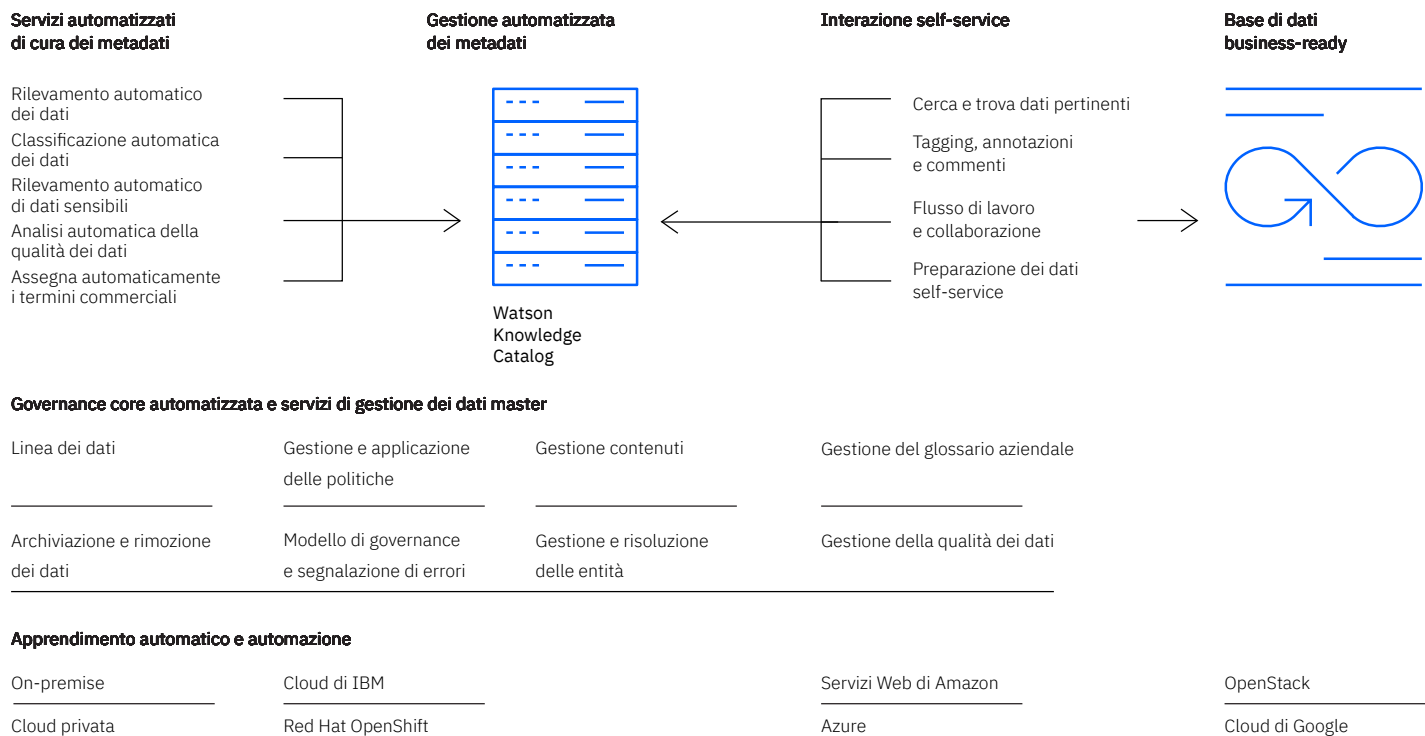 Servizi automatizzati
di cura dei metadati
Gestione automatizzata
dei metadati
Interazione self-service
Base di dati
business-ready
Rilevamento automatico
dei dati
Classificazione automatica
dei dati
Rilevamento automatico
di dati sensibili
Analisi automatica della
qualità dei dati
Assegna automaticamente
i termini commerciali
Watson
Knowledge
Catalog
Cerca e trova dati pertinenti
Tagging, annotazioni
e commenti
Flusso di lavoro
e collaborazione
Preparazione dei dati
self-service
Governance core automatizzata e servizi di gestione dei dati master
Linea dei dati
Gestione e applicazione
delle politiche
Gestione contenuti
Gestione del glossario aziendale
Archiviazione e rimozione
dei dati
Modello di governance
e segnalazione di errori
Gestione e risoluzione
delle entità
Gestione della qualità dei dati
Apprendimento automatico e automazione
On-premise
Cloud di IBM
Servizi Web di Amazon
OpenStack
Cloud privata
Red Hat OpenShift
Azure
Cloud di Google